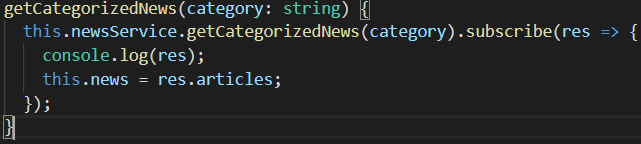 getCategorizedNews(category: string) {
this.newsService.getCategorizedNews(category).subscribe(res => {
console.log(res);
this.news = res.articles;
});
}